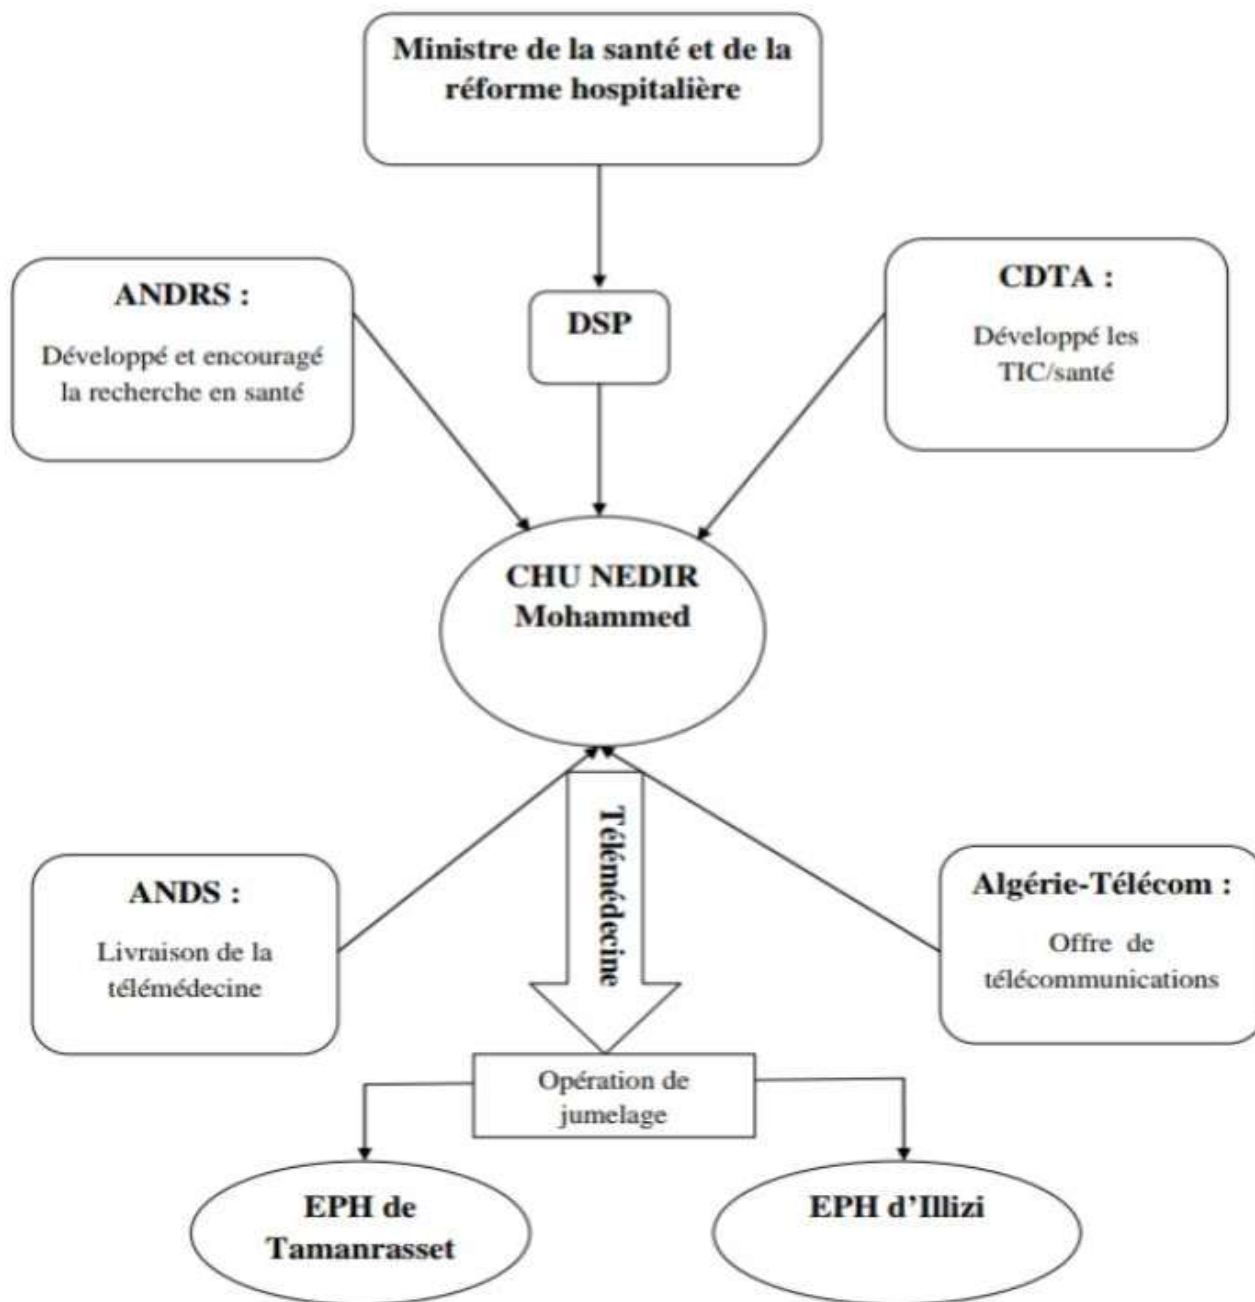 Ministre de la santé et de la
réforme hospitalière
ANDRS :
Développé et encouragé
la recherche en santé
DSP
CDTA :
Développé les
TIC/santé
CHU NEDIR
Mohammed
Télémédecine
ANDS :
Livraison de la
télémédecine
Algérie-Télécom :
Offre de
télécommunications
Opération de
jumelage
EPH de
Tamanrasset
EPH d’Illizi